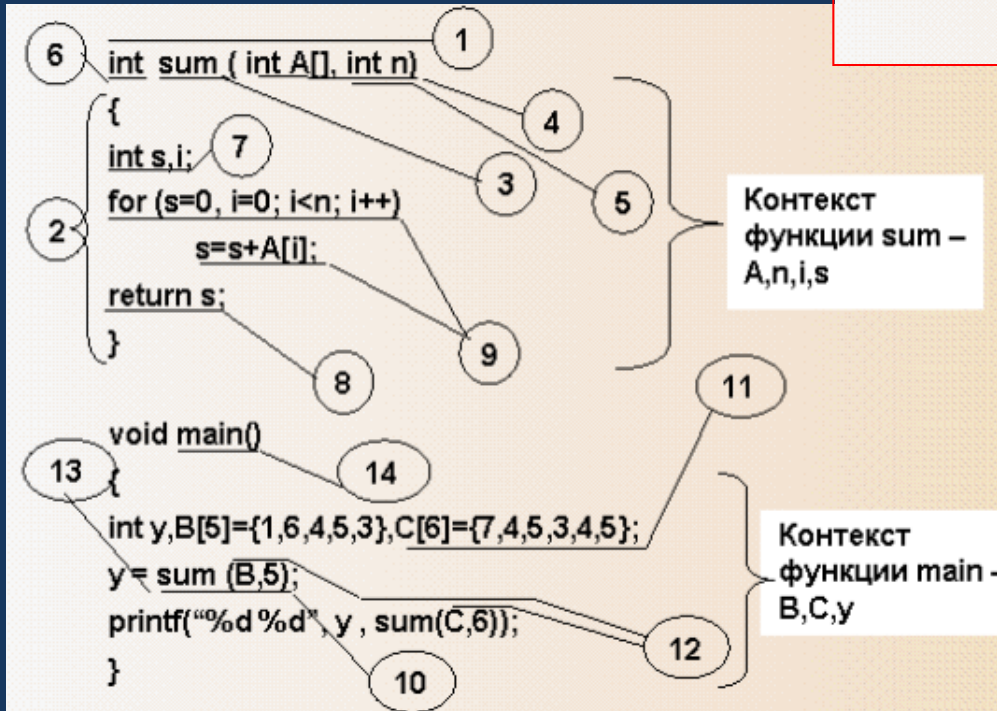 6
1
int sum ( int A[], int n)
{
4
int s,i;
7
3
5
for (s=0, i=0; i<n; i++)
2
s=s+A[i];
return s;
}
9
8
Контекст
функции sum –
A,n,i,s
11
void main()
13
14
{
int y,B[5]={1,6,4,5,3},C[6]={7,4,5,3,4,5};
y = sum (B,5);
printf(“%d %d”, y , sum(C,6));
}
12
10
Контекст
функции main -
B,C,y